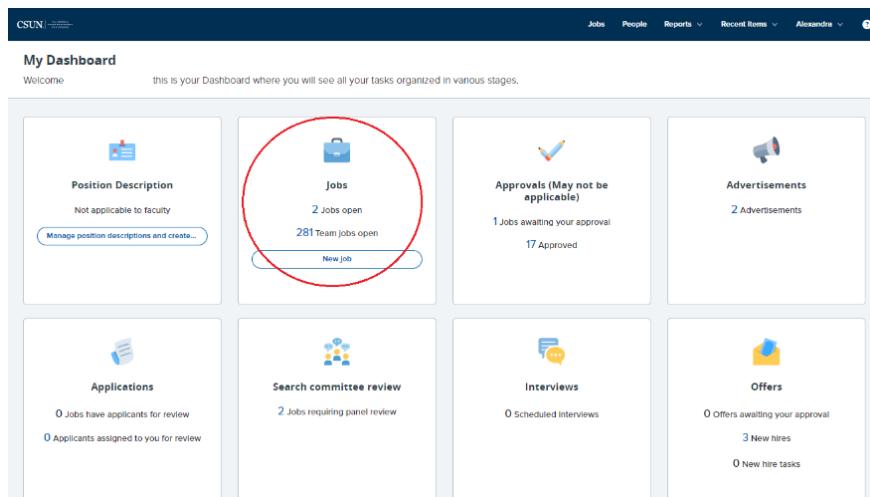 CSUN
Jobs People Reports Recent Items Alexandra
My Dashboard
Welcome this is your Dashboard where you will see all your tasks organized in various stages.
Position Description
Not applicable to faculty
Manage position descriptions and create...
Jobs
2 Jobs open
281 Team jobs open
New job
Approvals (May not be
applicable)
1 Jobs awaiting your approval
17 Approved
Advertisements
2 Advertisements
Applications
0 Jobs have applicants for review
0 Applicants assigned to you for review
Search committee review
2 Jobs requiring panel review
Interviews
0 Scheduled interviews
Offers
0 Offers awaiting your approval
3 New hires
0 New hire tasks